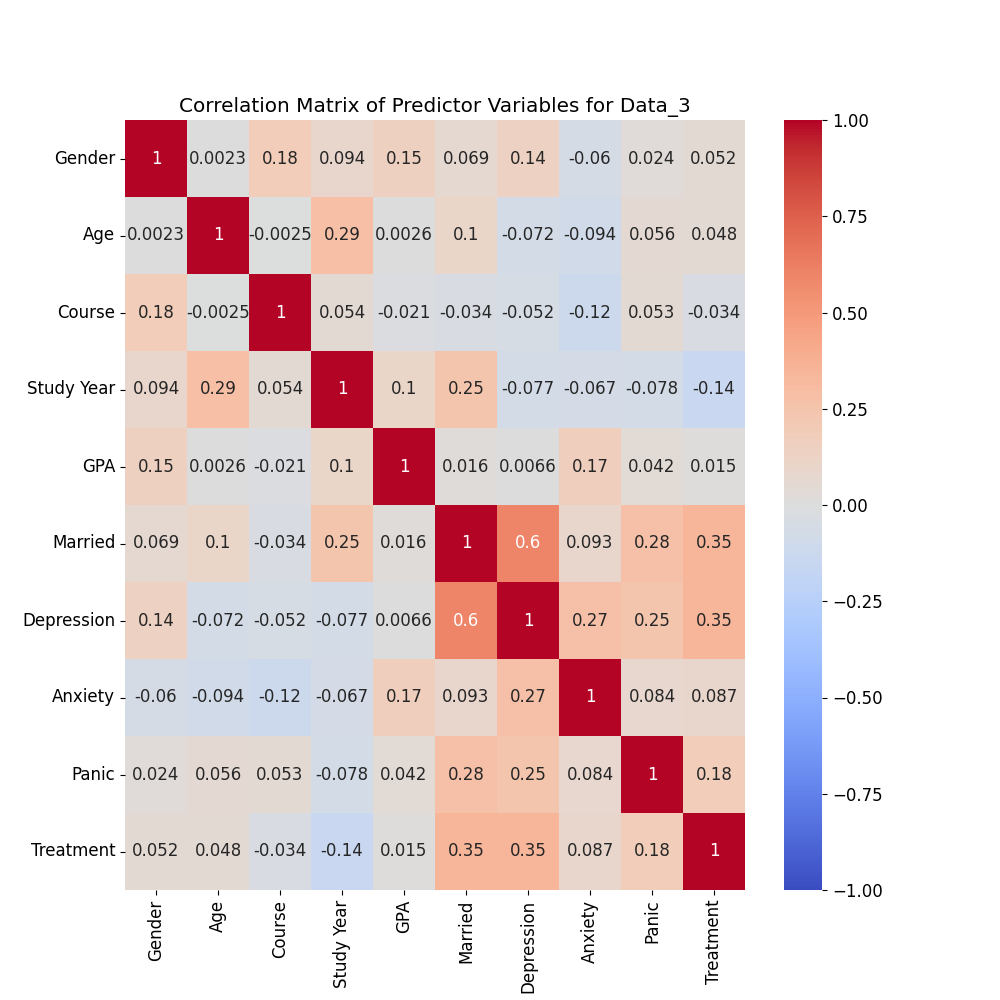 Correlation Matrix of Predictor Variables for Data_3
Gender 1 0.0023 0.18 0.094 0.15 0.069 0.14 -0.06 0.024 0.052
Age 0.0023 1 -0.0025 0.29 0.0026 0.1 -0.072 -0.094 0.056 0.048
Course 0.18 -0.0025 1 0.054 -0.021 -0.034 -0.052 -0.12 0.053 -0.034
Study Year 0.094 0.29 0.054 1 0.1 0.25 -0.077 -0.067 -0.078 -0.14
GPA 0.15 0.0026 -0.021 0.1 1 0.016 0.0066 0.17 0.042 0.015
Married 0.069 0.1 -0.034 0.25 0.016 1 0.6 0.093 0.28 0.35
Depression 0.14 -0.072 -0.052 -0.077 0.0066 0.6 1 0.27 0.25 0.35
Anxiety -0.06 -0.094 -0.12 -0.067 0.17 0.093 0.27 1 0.084 0.087
Panic 0.024 0.056 0.053 -0.078 0.042 0.28 0.25 0.084 1 0.18
Treatment 0.052 0.048 -0.034 -0.14 0.015 0.35 0.35 0.087 0.18 1
Gender Age Course Study Year GPA Married Depression Anxiety Panic Treatment
1.00
0.75
0.50
0.25
0.00
−0.25
−0.50
−0.75
−1.00